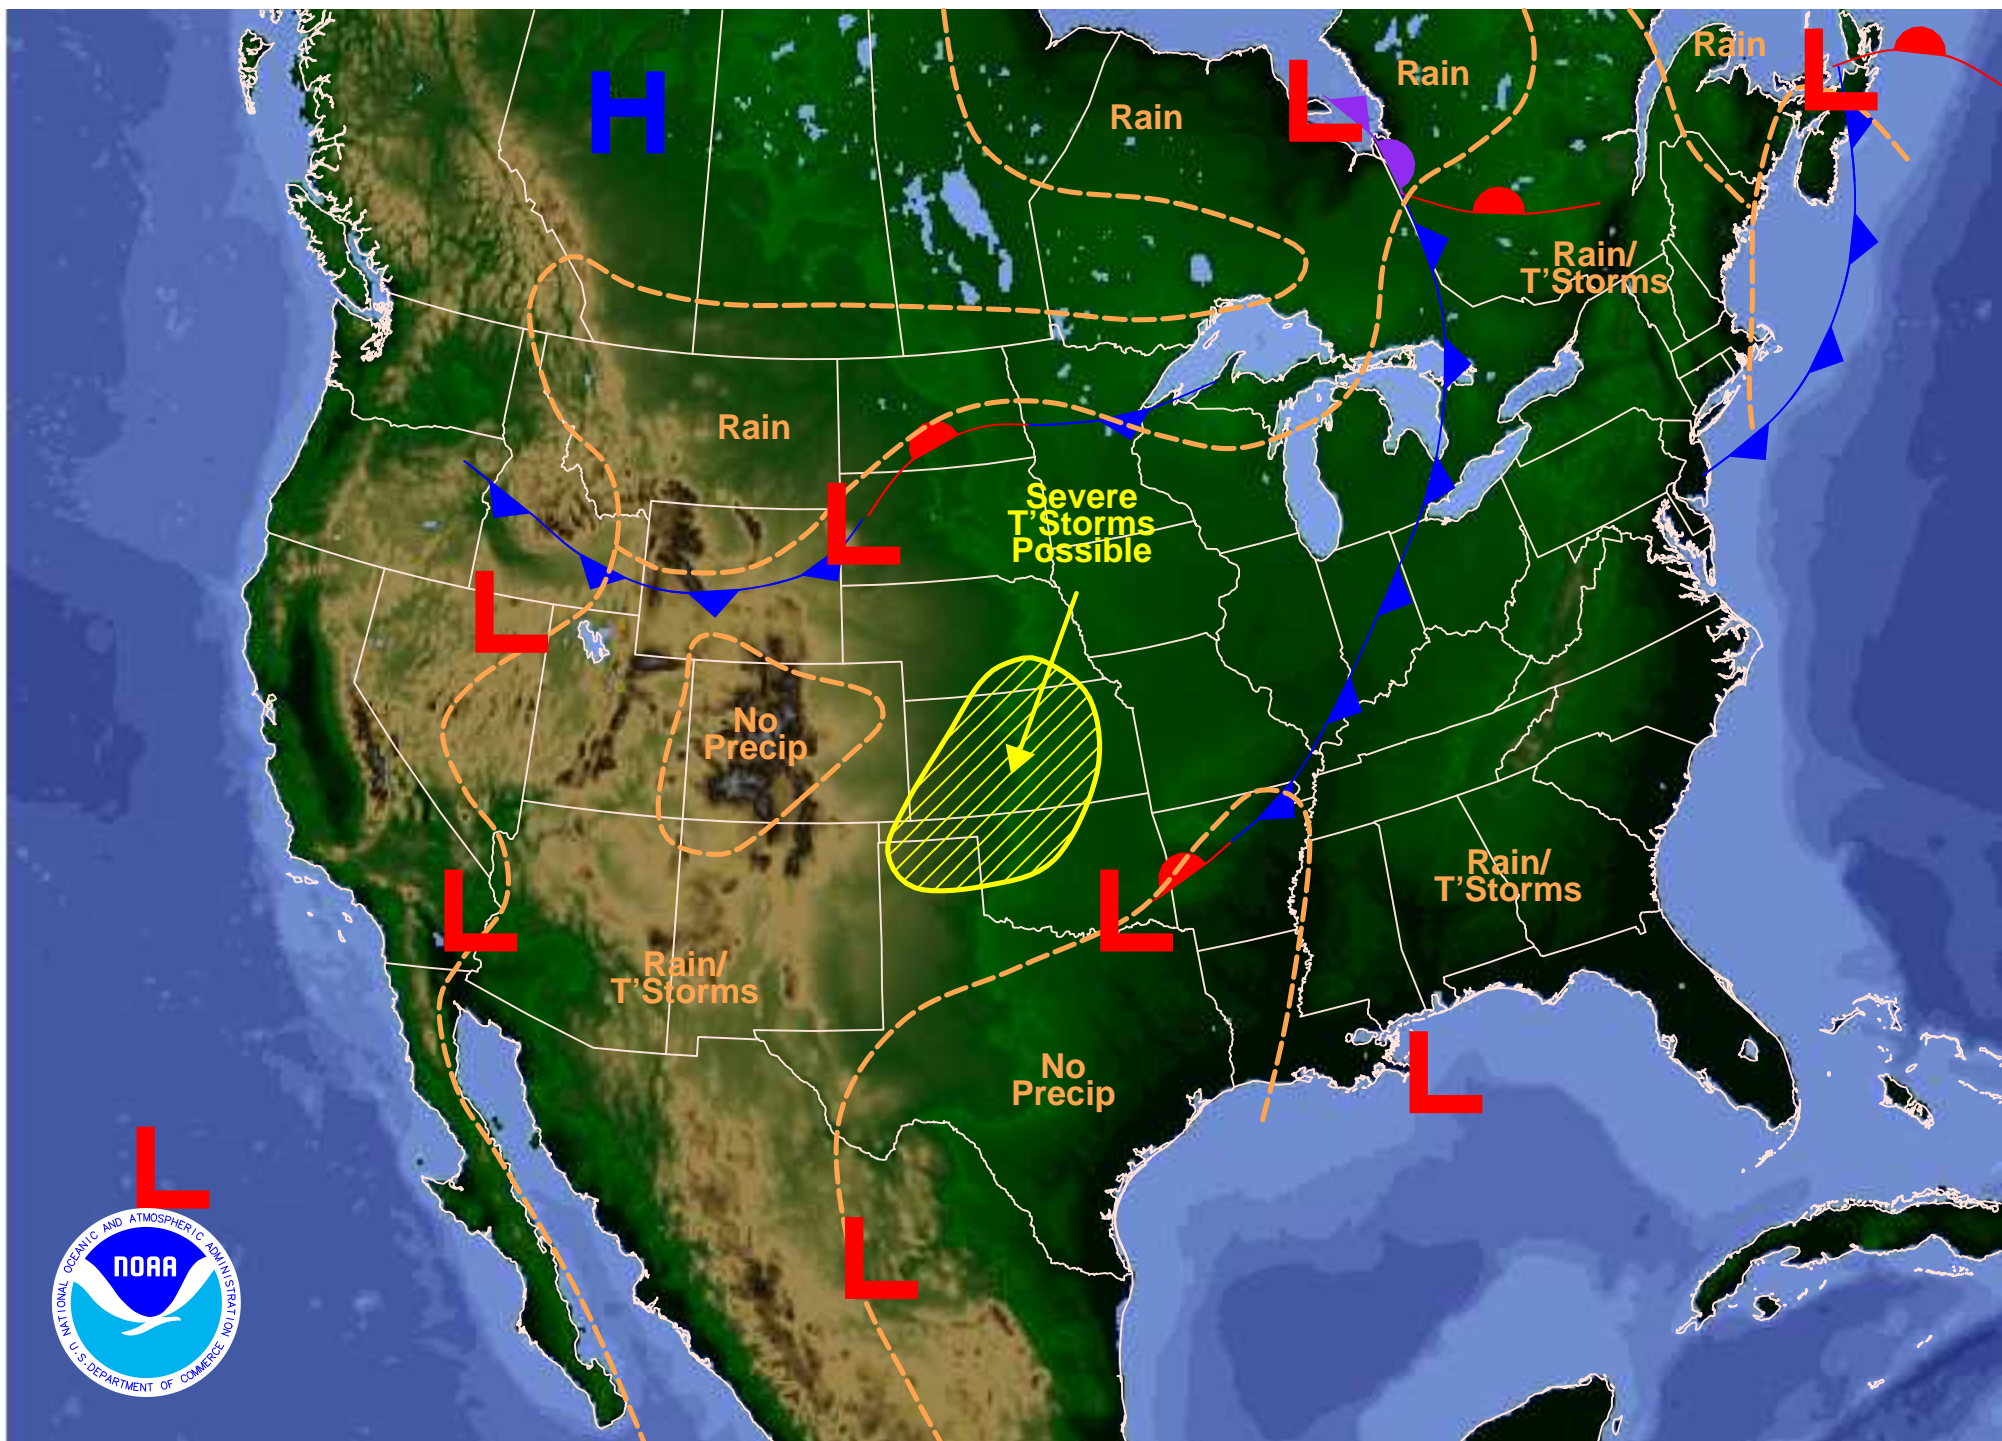 Rain
L
Rain
H
L
Rain
Rain/
T'Storms
Rain
L
Severe
T'Storms
Possible
L
No
Precip
Rain/
T'Storms
L
L
Rain/
T'Storms
No
Precip
L
L
L
NATIONAL OCEANIC AND ATMOSPHERIC ADMINISTRATION
NOAA
U.S. DEPARTMENT OF COMMERCE